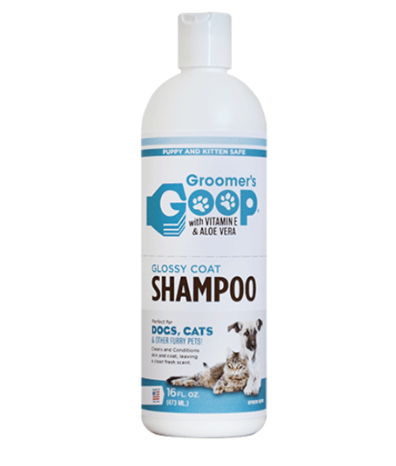 PUPPY AND KITTEN SAFE
Groomer's
GOOP
with VITAMIN E
& ALOE VERA
GLOSSY COAT
SHAMPOO
Perfect for
DOGS, CATS
& OTHER FURRY PETS!
Cleans and Conditions
skin and coat, leaving
a clean fresh scent.
16 FL. OZ.
(473 ML.)